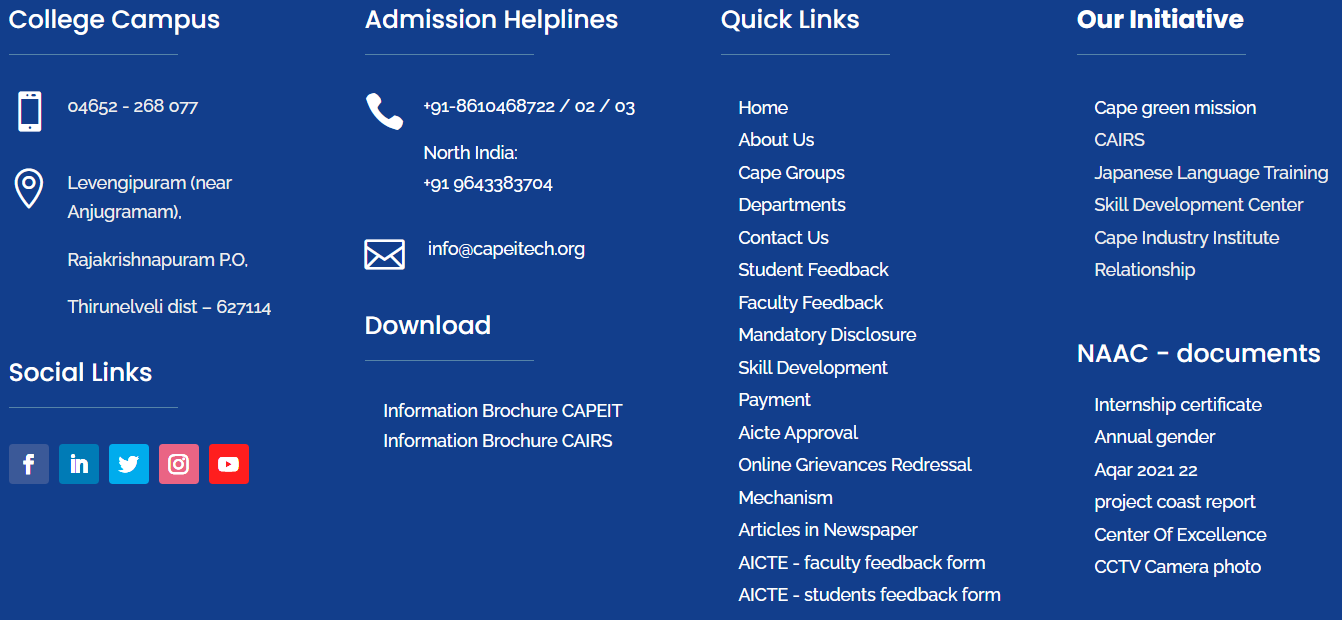 College Campus
04652 - 268 077
Levengipuram (near
Anjugramam),
Rajakrishnapuram P.O,
Thirunelveli dist – 627114
Social Links
Admission Helplines
+91-8610468722 / 02 / 03
North India:
+91 9643383704
info@capeitech.org
Download
Information Brochure CAPEIT
Information Brochure CAIRS
Quick Links
Home
About Us
Cape Groups
Departments
Contact Us
Student Feedback
Faculty Feedback
Mandatory Disclosure
Skill Development
Payment
Aicte Approval
Online Grievances Redressal
Mechanism
Articles in Newspaper
AICTE - faculty feedback form
AICTE - students feedback form
Our Initiative
Cape green mission
CAIRS
Japanese Language Training
Skill Development Center
Cape Industry Institute
Relationship
NAAC - documents
Internship certificate
Annual gender
Aqar 2021 22
project coast report
Center Of Excellence
CCTV Camera photo